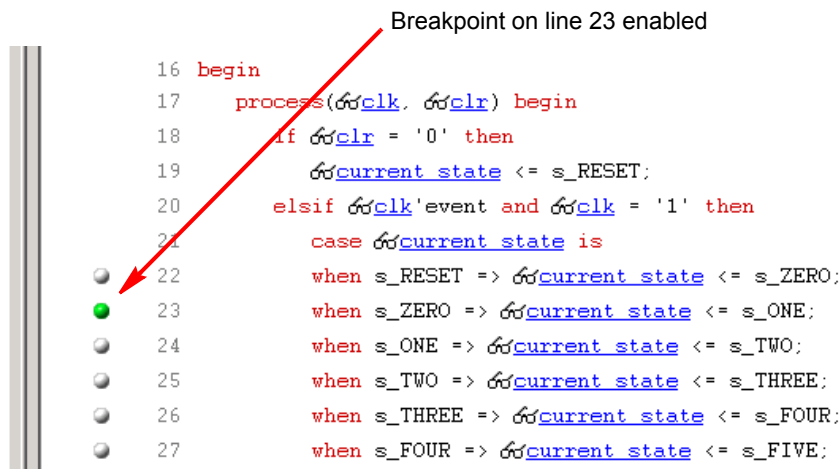 Breakpoint on line 23 enabled
16 begin
17 process(clk, clr) begin
18 if clr = '0' then
19 current_state <= s_RESET;
20 elsif clk'event and clk = '1' then
21 case current_state is
22 when s_RESET => current_state <= s_ZERO;
23 when s_ZERO => current_state <= s_ONE;
24 when s_ONE => current_state <= s_TWO;
25 when s_TWO => current_state <= s_THREE;
26 when s_THREE => current_state <= s_FOUR;
27 when s_FOUR => current_state <= s_FIVE;